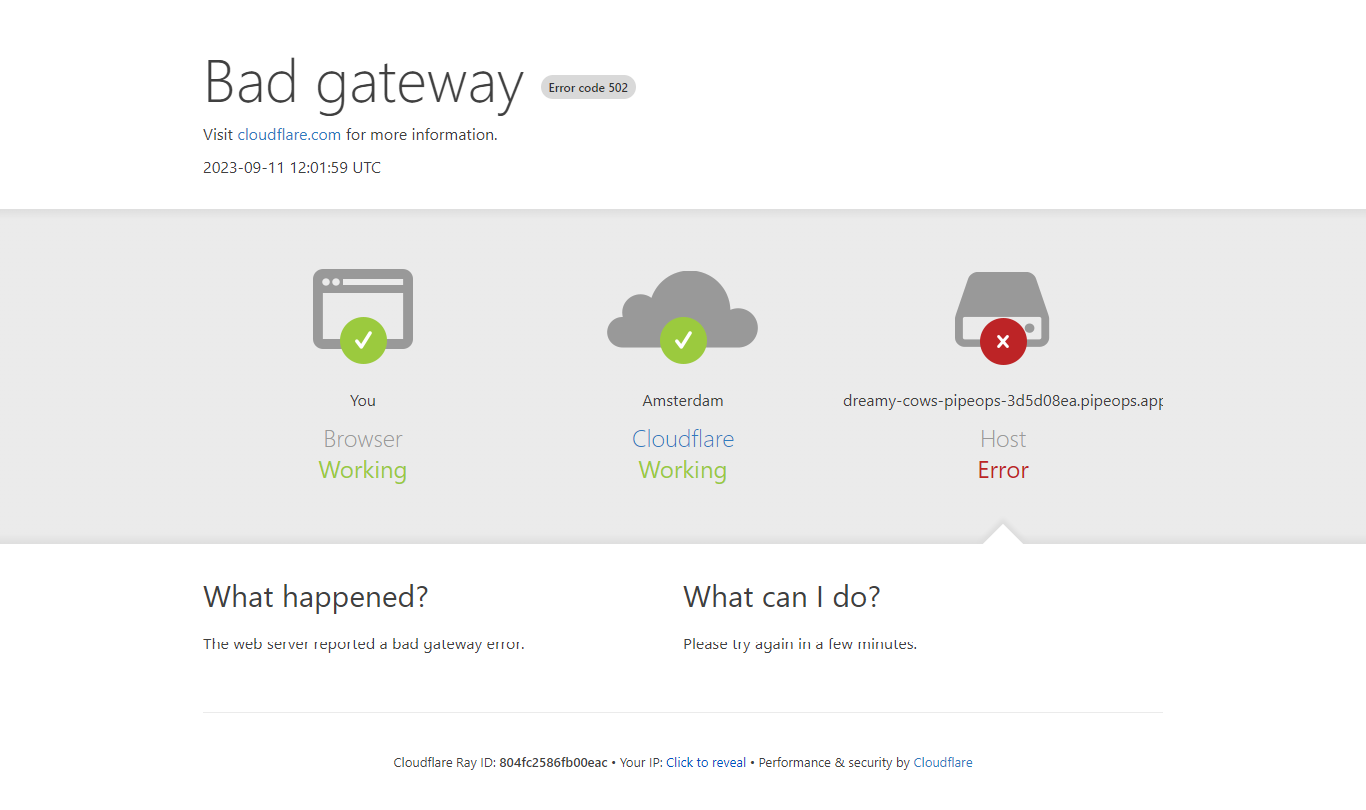 Bad gateway Error code 502
Visit cloudflare.com for more information.
2023-09-11 12:01:59 UTC
You
Browser
Working
Amsterdam
Cloudflare
Working
dreamy-cows-pipeops-3d5d08ea.pipeops.app
Host
Error
What happened?
The web server reported a bad gateway error.
What can I do?
Please try again in a few minutes.
Cloudflare Ray ID: 804fc2586fb00eac • Your IP: Click to reveal • Performance & security by Cloudflare